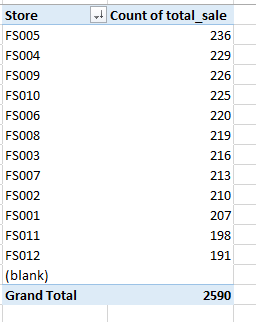 Store Count of total_sale
FS005 236
FS004 229
FS009 226
FS010 225
FS006 220
FS008 219
FS003 216
FS007 213
FS002 210
FS001 207
FS011 198
FS012 191
(blank)
Grand Total 2590